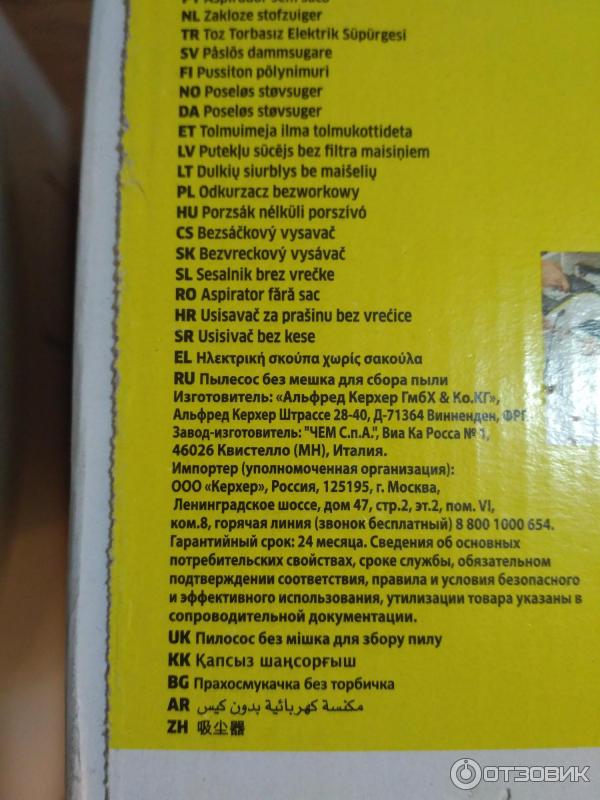 PT Aspirador sem saco
NL Zakloze stofzuiger
TR Toz Torbasız Elektrik Süpürgesi
SV Påslös dammsugare
FI Pussiton pölynimuri
NO Poseløs støvsuger
DA Poseløs støvsuger
ET Tolmuimeja ilma tolmukottideta
LV Putekļu sūcējs bez filtra maisiņiem
LT Dulkių siurblys be maišelių
PL Odkurzacz bezworkowy
HU Porzsák nélküli porszívó
CS Bezsáčkový vysavač
SK Bezvreckový vysávač
SL Sesalnik brez vrečke
RO Aspirator fără sac
HR Usisavač za prašinu bez vrećice
SR Usisivač bez kese
EL Ηλεκτρική σκούπα χωρίς σακούλα
RU Пылесос без мешка для сбора пыли
Изготовитель: «Альфред Керхер ГмбХ & Ко.КГ»,
Альфред Керхер Штрассе 28-40, Д-71364 Винненден, ФРГ
Завод-изготовитель: "ЧЕМ С.п.А.", Виа Ка Росса № 1,
46026 Квистелло (МН), Италия.
Импортер (уполномоченная организация):
ООО «Керхер», Россия, 125195, г. Москва,
Ленинградское шоссе, дом 47, стр.2, эт.2, пом. VI,
ком.8, горячая линия (звонок бесплатный) 8 800 1000 654.
Гарантийный срок: 24 месяца. Сведения об основных
потребительских свойствах, сроке службы, обязательном
подтверждении соответствия, правила и условия безопасного
и эффективного использования, утилизации товара указаны в
сопроводительной документации.
UK Пилосос без мішка для збору пилу
KK Қапсыз шаңсорғыш
BG Прахосмукачка без торбичка
AR مكنسة كهربائية بدون كيس
ZH 吸尘器
ОТЗОВИК